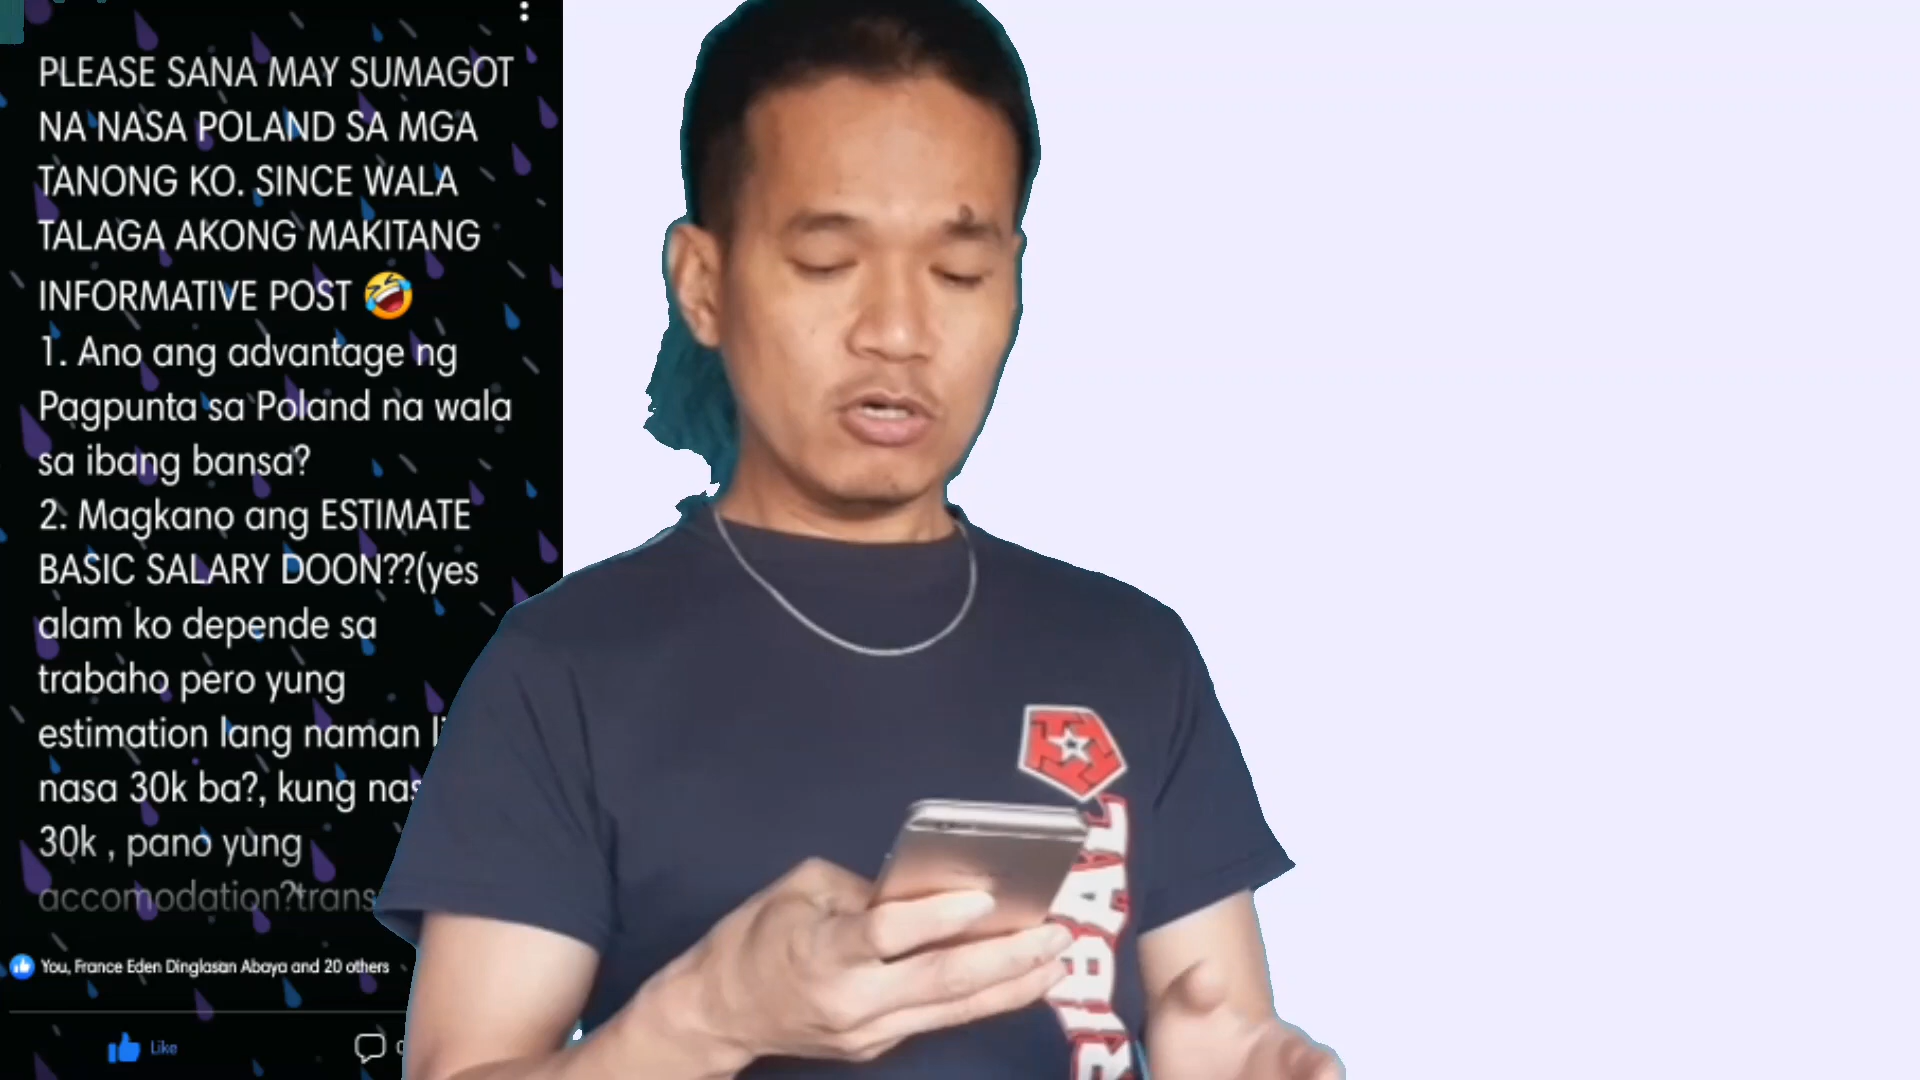 PLEASE SANA MAY SUMAGOT
NA NASA POLAND SA MGA
TANONG KO. SINCE WALA
TALAGA AKONG MAKITANG
INFORMATIVE POST 🤣
1. Ano ang advantage ng
Pagpunta sa Poland na wala
sa ibang bansa?
2. Magkano ang ESTIMATE
BASIC SALARY DOON??(yes
alam ko depende sa
trabaho pero yung
estimation lang naman
nasa 30k ba?, kung
30k , pano yung
accomodation?
You, France Eden Dinglasan Abaya and 20 others
Like